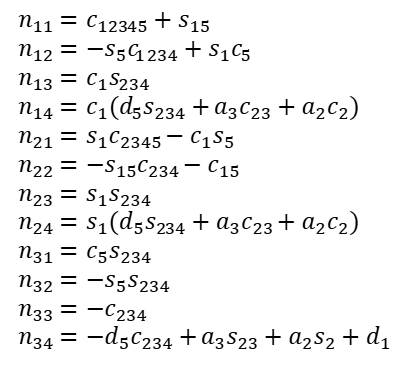 n₁₁ = c₁₂₃₄₅ + s₁₅
n₁₂ = −s₅c₁₂₃₄ + s₁c₅
n₁₃ = c₁s₂₃₄
n₁₄ = c₁(d₅s₂₃₄ + a₃c₂₃ + a₂c₂)
n₂₁ = s₁c₂₃₄₅ − c₁s₅
n₂₂ = −s₁₅c₂₃₄ − c₁₅
n₂₃ = s₁s₂₃₄
n₂₄ = s₁(d₅s₂₃₄ + a₃c₂₃ + a₂c₂)
n₃₁ = c₅s₂₃₄
n₃₂ = −s₅s₂₃₄
n₃₃ = −c₂₃₄
n₃₄ = −d₅c₂₃₄ + a₃s₂₃ + a₂s₂ + d₁